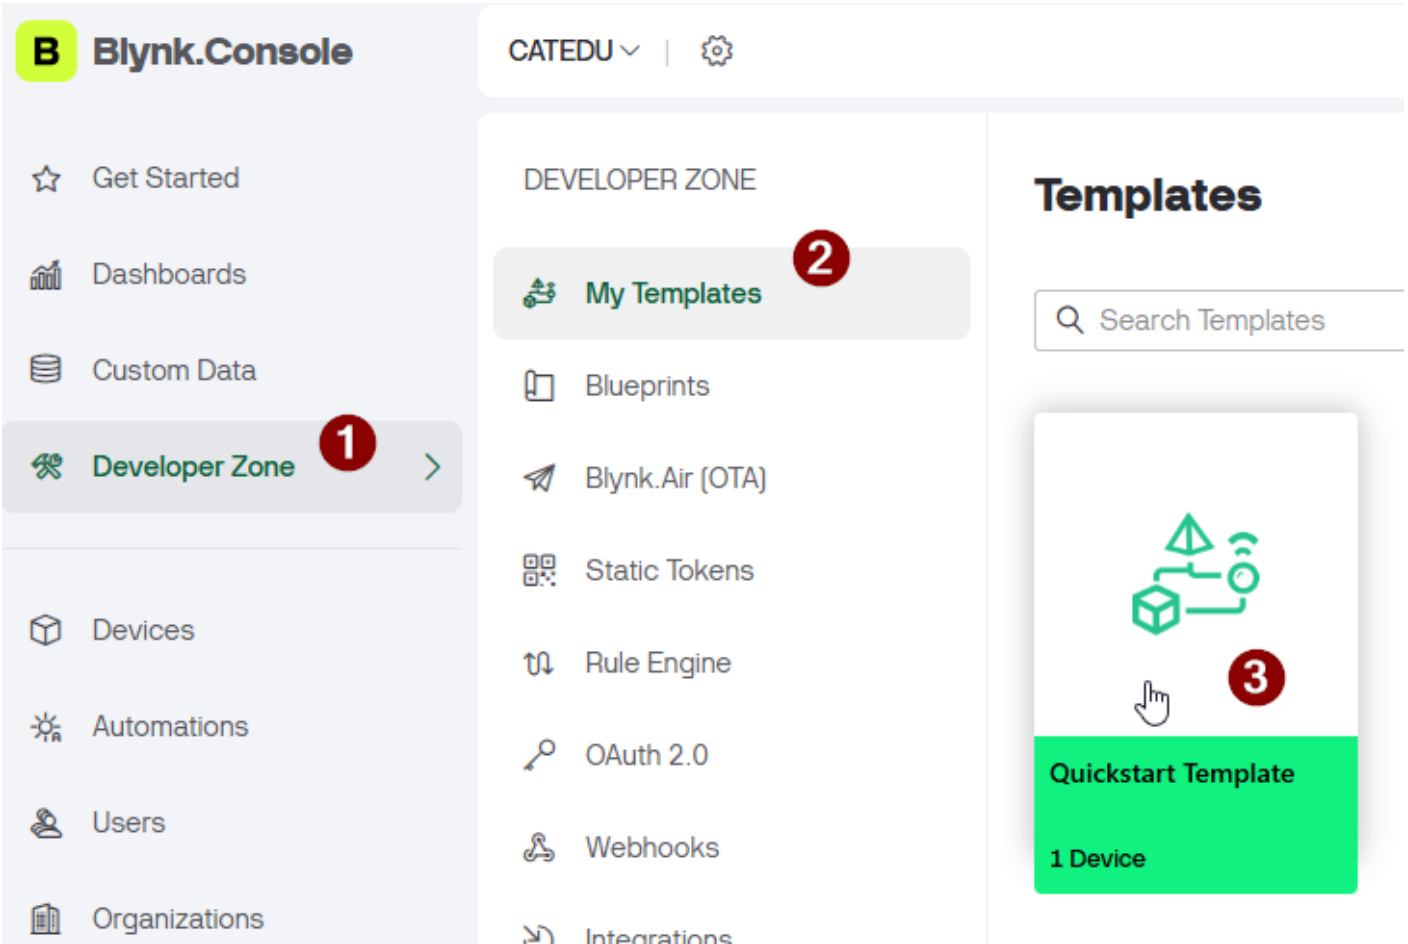 B Blynk.Console
CATEDU
Get Started
Dashboards
Custom Data
Developer Zone
1
Devices
Automations
Users
Organizations
DEVELOPER ZONE
2
My Templates
Blueprints
Blynk.Air (OTA)
Static Tokens
Rule Engine
OAuth 2.0
Webhooks
Integrations
Templates
Search Templates
3
Quickstart Template
1 Device